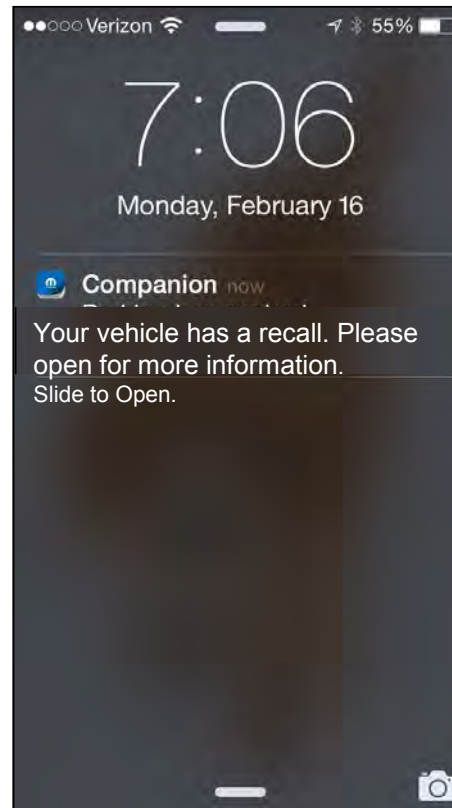 Verizon 55%
7:06
Monday, February 16
Companion now
Your vehicle has a recall. Please
open for more information.
Slide to Open.